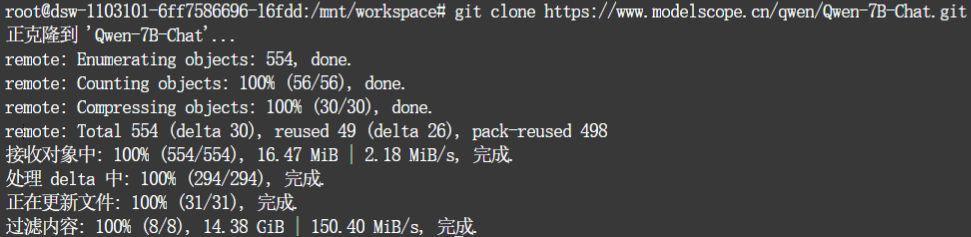 root@dsw-1103101-6ff7586696-l6fdd:/mnt/workspace# git clone https://www.modelscope.cn/qwen/Qwen-7B-Chat.git
正克隆到 'Qwen-7B-Chat'...
remote: Enumerating objects: 554, done.
remote: Counting objects: 100% (56/56), done.
remote: Compressing objects: 100% (30/30), done.
remote: Total 554 (delta 30), reused 49 (delta 26), pack-reused 498
接收对象中: 100% (554/554), 16.47 MiB | 2.18 MiB/s, 完成.
处理 delta 中: 100% (294/294), 完成.
正在更新文件: 100% (31/31), 完成.
过滤内容: 100% (8/8), 14.38 GiB | 150.40 MiB/s, 完成.